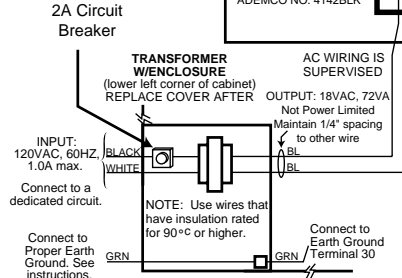 ADEMCO NO. 4142BLK
2A Circuit
Breaker
TRANSFORMER
W/ENCLOSURE
(lower left corner of cabinet)
REPLACE COVER AFTER
AC WIRING IS
SUPERVISED
OUTPUT: 18VAC, 72VA
Not Power Limited
Maintain 1/4" spacing
to other wire
INPUT:
120VAC, 60HZ,
1.0A max.
BLACK
WHITE
BL
BL
Connect to a
dedicated circuit.
NOTE: Use wires that
have insulation rated
for 90°C or higher.
Connect to
Proper Earth
Ground. See
instructions.
GRN
GRN
Connect to
Earth Ground
Terminal 30